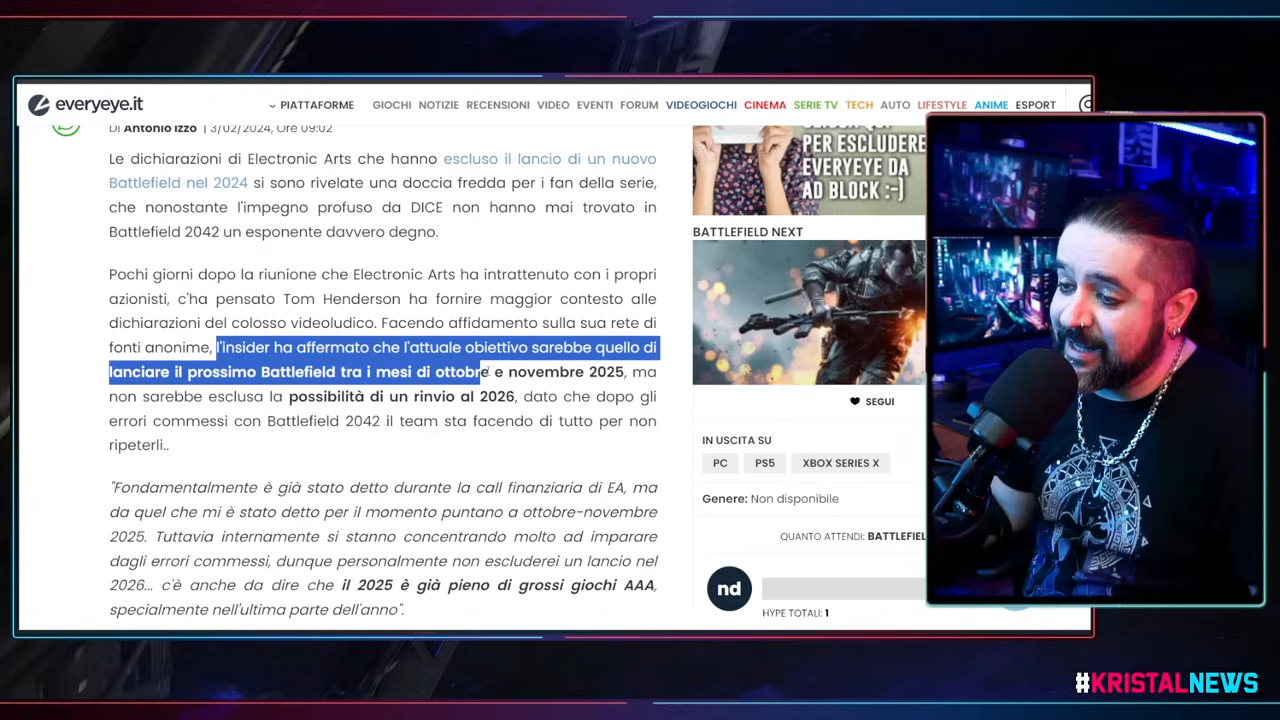 everyeye.it
PIATTAFORME GIOCHI NOTIZIE RECENSIONI VIDEO EVENTI FORUM VIDEOGIOCHI CINEMA SERIE TV TECH AUTO LIFESTYLE ANIME ESPORT
Di Antonio Izzo | 3/02/2024, Ore 09:02
Le dichiarazioni di Electronic Arts che hanno escluso il lancio di un nuovo
Battlefield nel 2024 si sono rivelate una doccia fredda per i fan della serie,
che nonostante l'impegno profuso da DICE non hanno mai trovato in
Battlefield 2042 un esponente davvero degno.
Pochi giorni dopo la riunione che Electronic Arts ha intrattenuto con i propri
azionisti, c'ha pensato Tom Henderson ha fornire maggior contesto alle
dichiarazioni del colosso videoludico. Facendo affidamento sulla sua rete di
fonti anonime, l'insider ha affermato che l'attuale obiettivo sarebbe quello di
lanciare il prossimo Battlefield tra i mesi di ottobre e novembre 2025, ma
non sarebbe esclusa la possibilità di un rinvio al 2026, dato che dopo gli
errori commessi con Battlefield 2042 il team sta facendo di tutto per non
ripeterli..
"Fondamentalmente è già stato detto durante la call finanziaria di EA, ma
da quel che mi è stato detto per il momento puntano a ottobre-novembre
2025. Tuttavia internamente si stanno concentrando molto ad imparare
dagli errori commessi, dunque personalmente non escluderei un lancio nel
2026... c'è anche da dire che il 2025 è già pieno di grossi giochi AAA,
specialmente nell'ultima parte dell'anno".
PER ESCLUDERE
EVERYEYE DA
AD BLOCK :-)
BATTLEFIELD NEXT
SEGUI
IN USCITA SU
PC PS5 XBOX SERIES X
Genere: Non disponibile
QUANTO ATTENDI:
nd
HYPE TOTALI: 1
#KRISTALNEWS